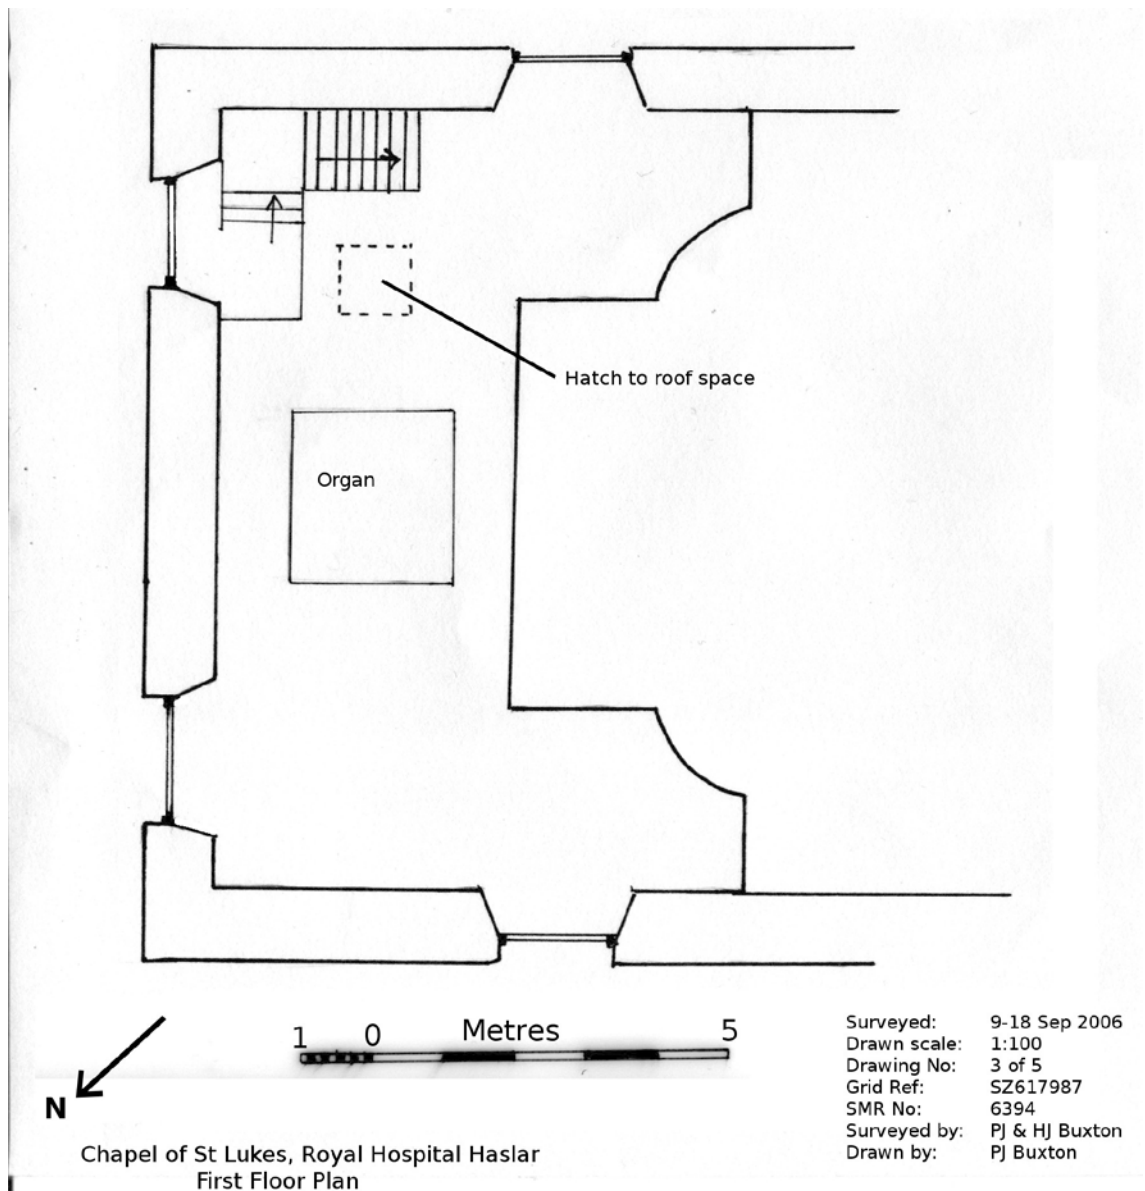 Hatch to roof space
Organ
1 0 Metres 5
N
Chapel of St Lukes, Royal Hospital Haslar
First Floor Plan
Surveyed: 9-18 Sep 2006
Drawn scale: 1:100
Drawing No: 3 of 5
Grid Ref: SZ617987
SMR No: 6394
Surveyed by: PJ & HJ Buxton
Drawn by: PJ Buxton